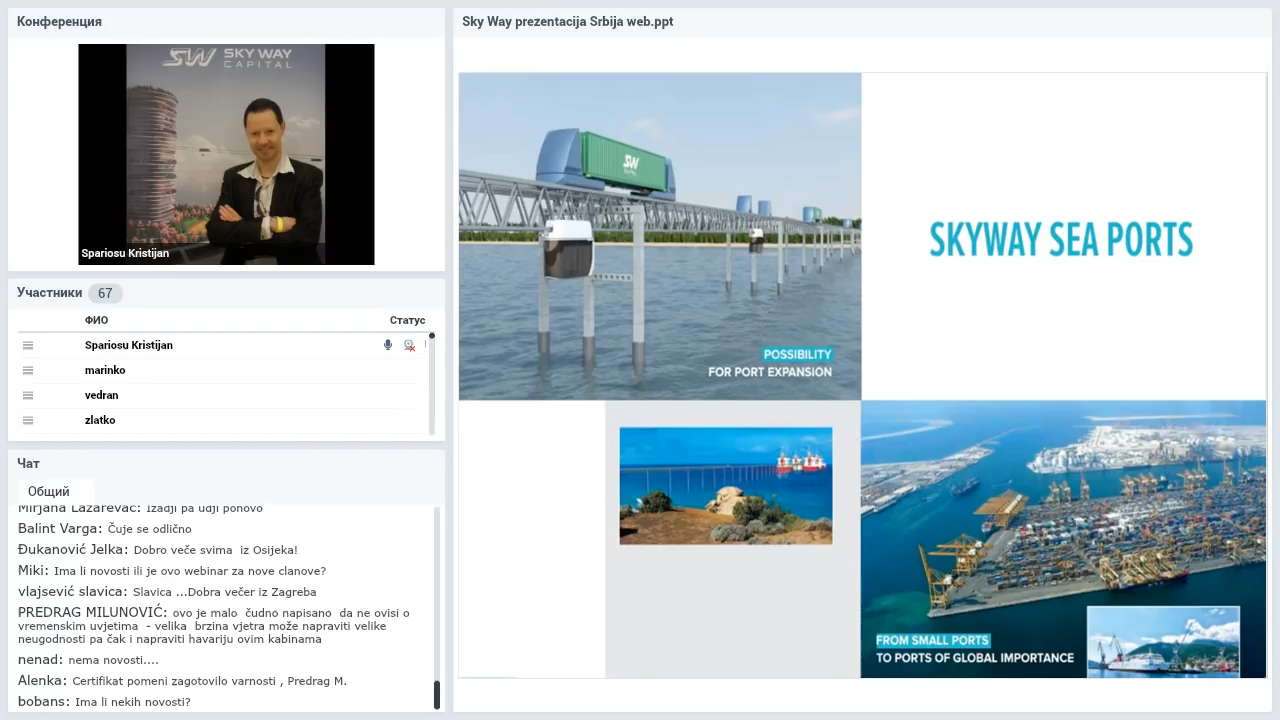 Конференция
SKY WAY
CAPITAL
Spariosu Kristijan
Участники 67
ФИО Статус
Spariosu Kristijan
marinko
vedran
zlatko
Чат
Общий
Mirjana Lazarevac: Izadji pa udji ponovo
Balint Varga: Čuje se odlično
Đukanović Jelka: Dobro veče svima iz Osijeka!
Miki: Ima li novosti ili je ovo webinar za nove clanove?
vlajsević slavica: Slavica ...Dobra večer iz Zagreba
PREDRAG MILUNOVIĆ: ovo je malo čudno napisano da ne ovisi o
vremenskim uvjetima - velika brzina vjetra može napraviti velike
neugodnosti pa čak i napraviti havariju ovim kabinama
nenad: nema novosti....
Alenka: Certifikat pomeni zagotovilo varnosti , Predrag M.
bobans: Ima li nekih novosti?
Sky Way prezentacija Srbija web.ppt
SW
POSSIBILITY
FOR PORT EXPANSION
SKYWAY SEA PORTS
FROM SMALL PORTS
TO PORTS OF GLOBAL IMPORTANCE